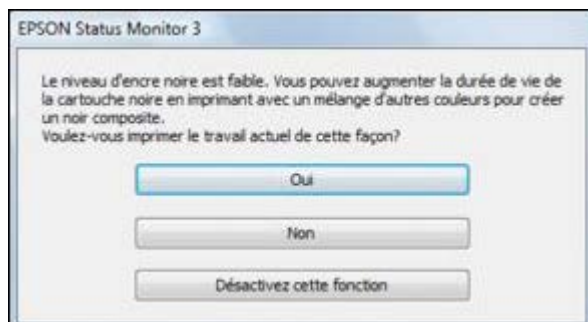 EPSON Status Monitor 3
Le niveau d'encre noire est faible. Vous pouvez augmenter la durée de vie de
la cartouche noire en imprimant avec un mélange d'autres couleurs pour créer
un noir composite.
Voulez-vous imprimer le travail actuel de cette façon?
Oui
Non
Désactivez cette fonction